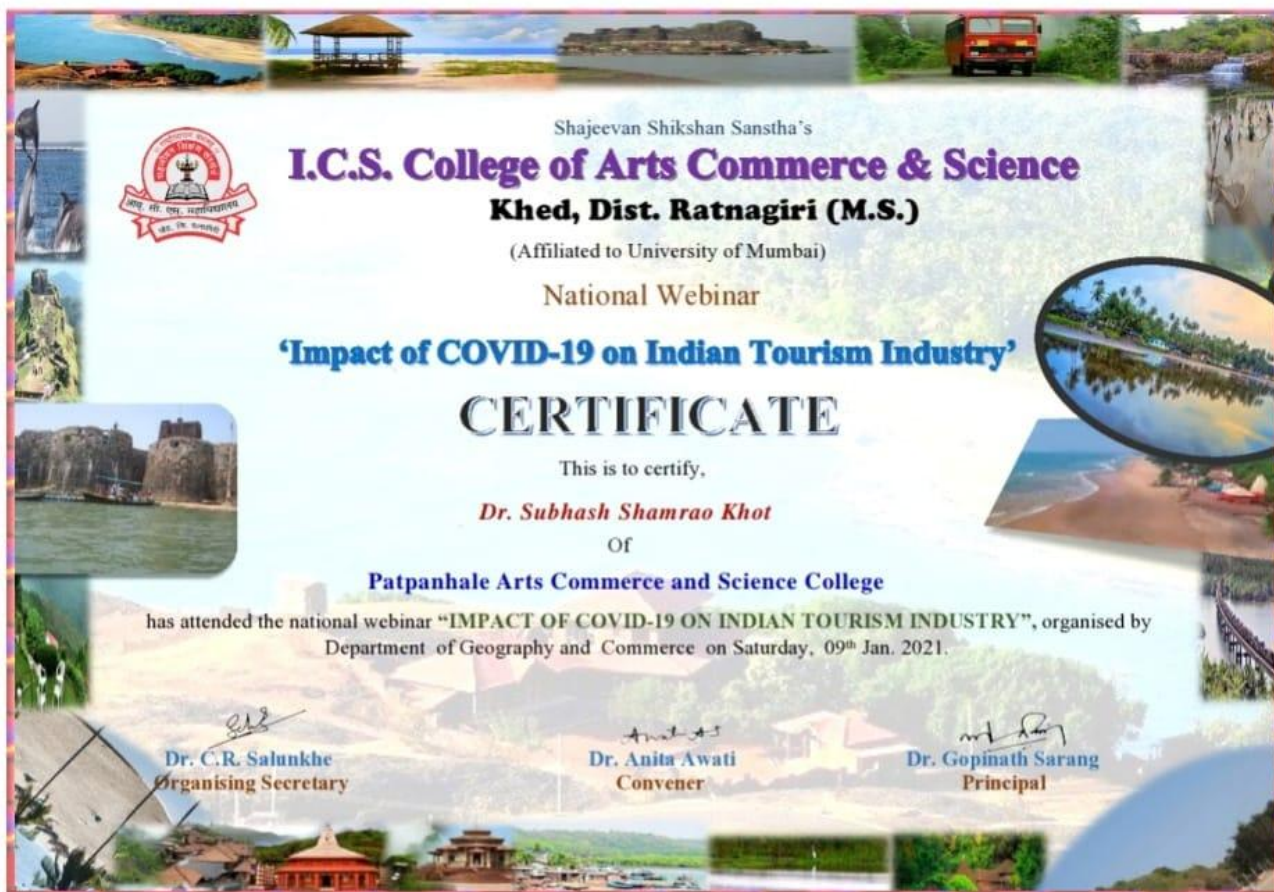 Shajeevan Shikshan Sanstha's
I.C.S. College of Arts Commerce & Science
Khed, Dist. Ratnagiri (M.S.)
(Affiliated to University of Mumbai)
National Webinar
‘Impact of COVID-19 on Indian Tourism Industry’
CERTIFICATE
This is to certify,
Dr. Subhash Shamrao Khot
Of
Patpanhale Arts Commerce and Science College
has attended the national webinar “IMPACT OF COVID-19 ON INDIAN TOURISM INDUSTRY”, organised by
Department of Geography and Commerce on Saturday, 09th Jan. 2021.
Dr. C.R. Salunkhe
Organising Secretary
Dr. Anita Awati
Convener
Dr. Gopinath Sarang
Principal